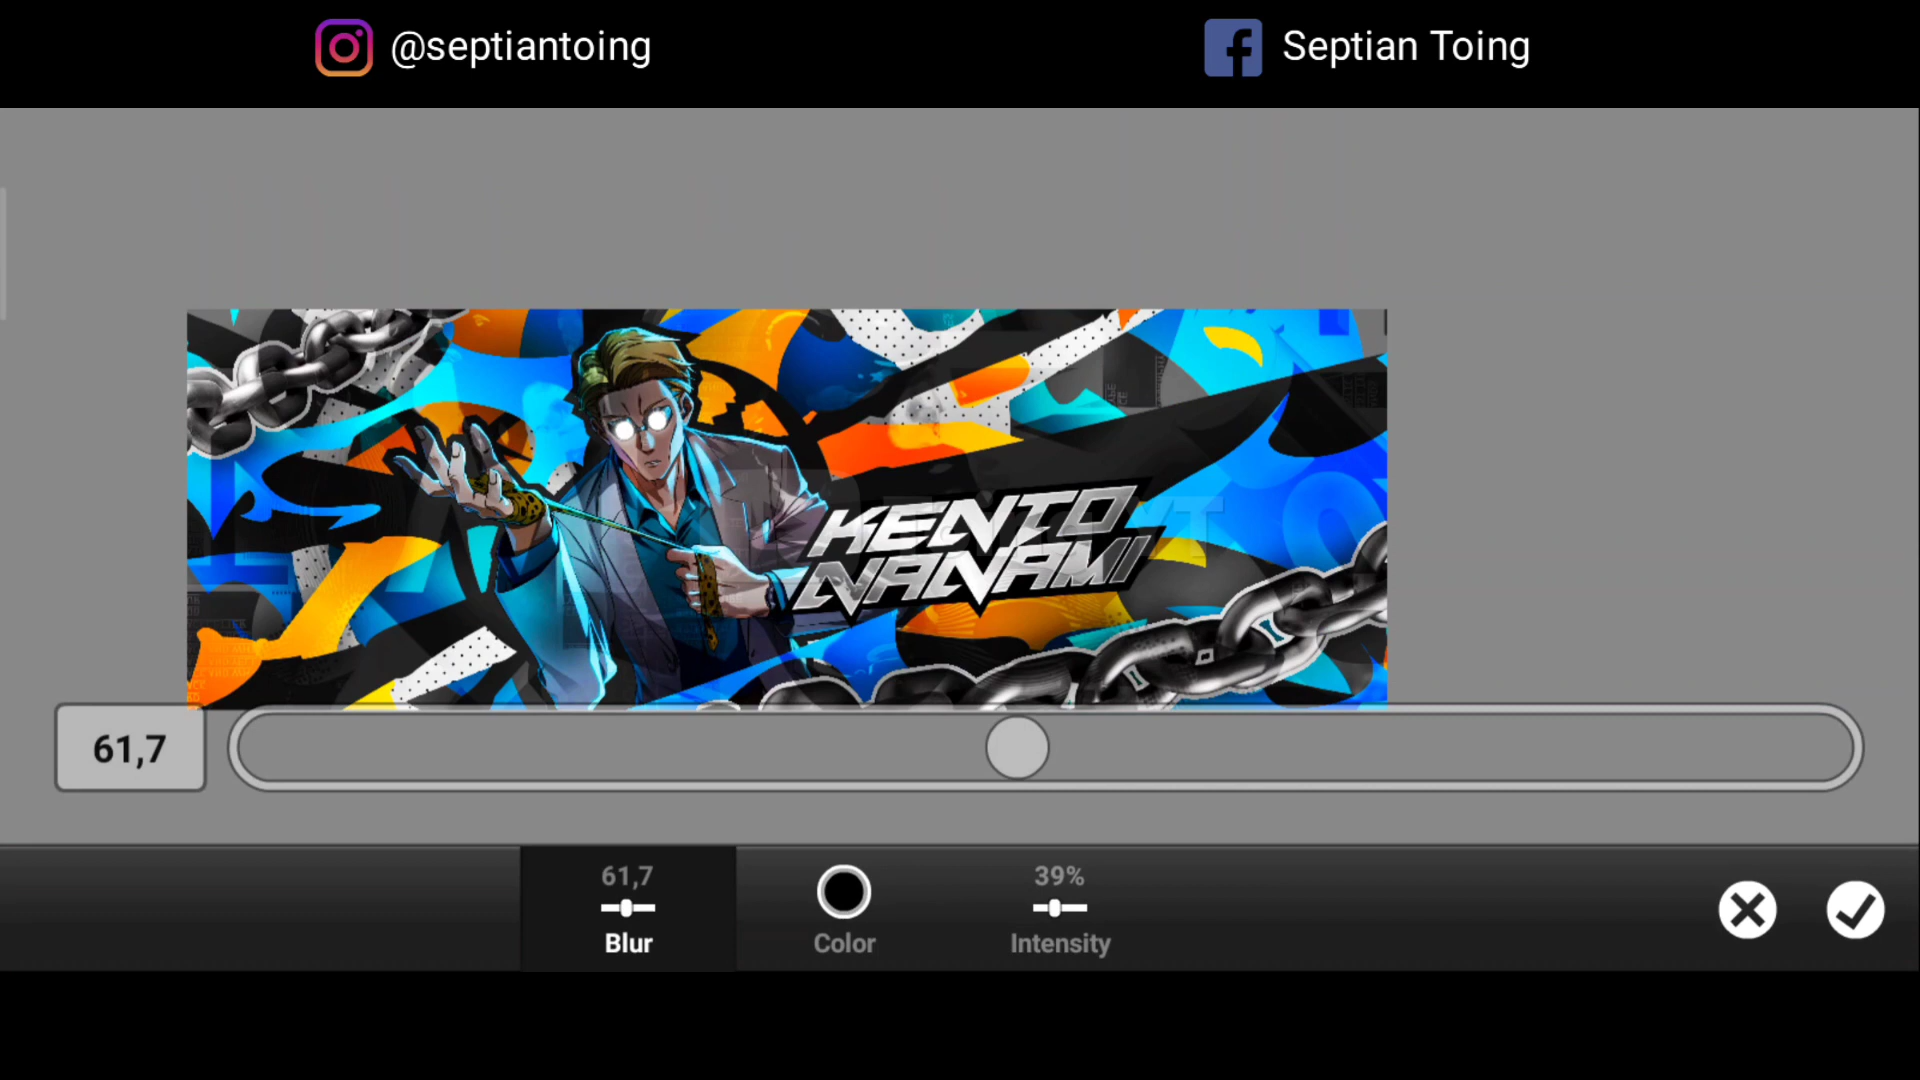 @septiantoing
Septian Toing
KENTO
NANAMI
61,7
61,7
Blur
Color
39%
Intensity